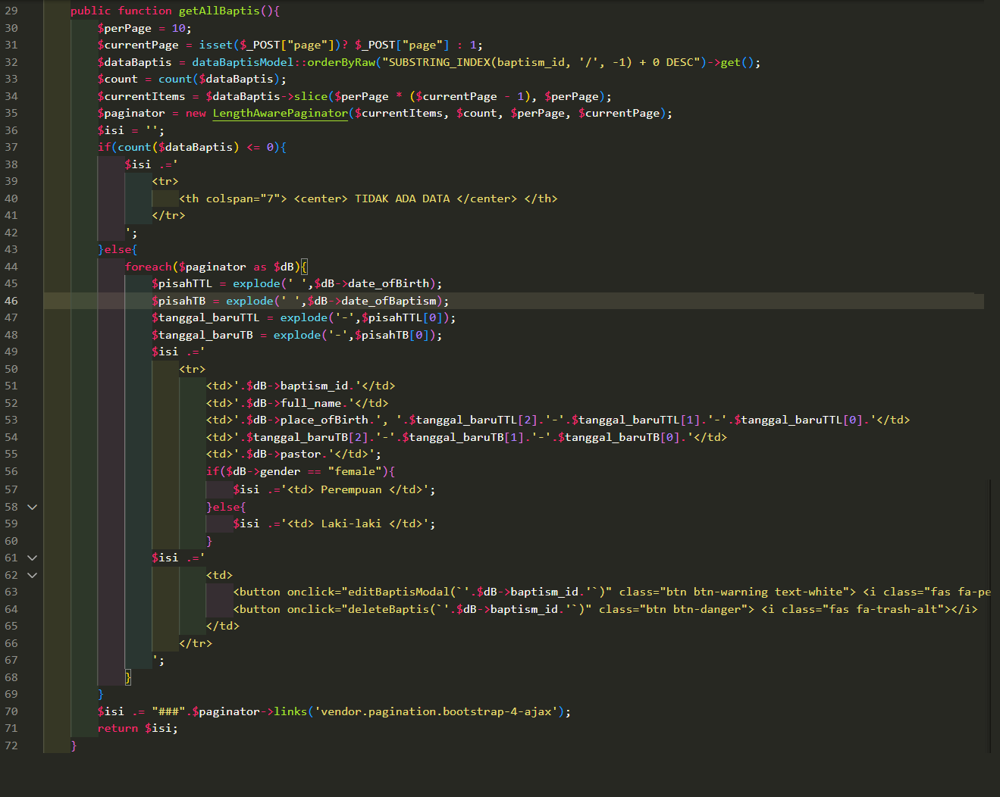 29 public function getAllBaptis(){
30 $perPage = 10;
31 $currentPage = isset($_POST["page"])? $_POST["page"] : 1;
32 $dataBaptis = dataBaptisModel::orderByRaw("SUBSTRING_INDEX(baptism_id, '/', -1) + 0 DESC")->get();
33 $count = count($dataBaptis);
34 $currentItems = $dataBaptis->slice($perPage * ($currentPage - 1), $perPage);
35 $paginator = new LengthAwarePaginator($currentItems, $count, $perPage, $currentPage);
36 $isi = '';
37 if(count($dataBaptis) <= 0){
38 $isi .='
39 <tr>
40 <th colspan="7"> <center> TIDAK ADA DATA </center> </th>
41 </tr>
42 ';
43 }else{
44 foreach($paginator as $dB){
45 $pisahTTL = explode(' ',$dB->date_ofBirth);
46 $pisahTB = explode(' ',$dB->date_ofBaptism);
47 $tanggal_baruTTL = explode('-',$pisahTTL[0]);
48 $tanggal_baruTB = explode('-',$pisahTB[0]);
49 $isi .='
50 <tr>
51 <td>'.$dB->baptism_id.'</td>
52 <td>'.$dB->full_name.'</td>
53 <td>'.$dB->place_ofBirth.', '.$tanggal_baruTTL[2].'-'.$tanggal_baruTTL[1].'-'.$tanggal_baruTTL[0].'</td>
54 <td>'.$tanggal_baruTB[2].'-'.$tanggal_baruTB[1].'-'.$tanggal_baruTB[0].'</td>
55 <td>'.$dB->pastor.'</td>';
56 if($dB->gender == "female"){
57 $isi .='<td> Perempuan </td>';
58 }else{
59 $isi .='<td> Laki-laki </td>';
60 }
61 $isi .='
62 <td>
63 <button onclick="editBaptisModal(`'.$dB->baptism_id.'`)" class="btn btn-warning text-white"> <i class="fas fa-pe
64 <button onclick="deleteBaptis(`'.$dB->baptism_id.'`)" class="btn btn-danger"> <i class="fas fa-trash-alt"></i>
65 </td>
66 </tr>
67 ';
68 }
69 }
70 $isi .= "###".$paginator->links('vendor.pagination.bootstrap-4-ajax');
71 return $isi;
72 }